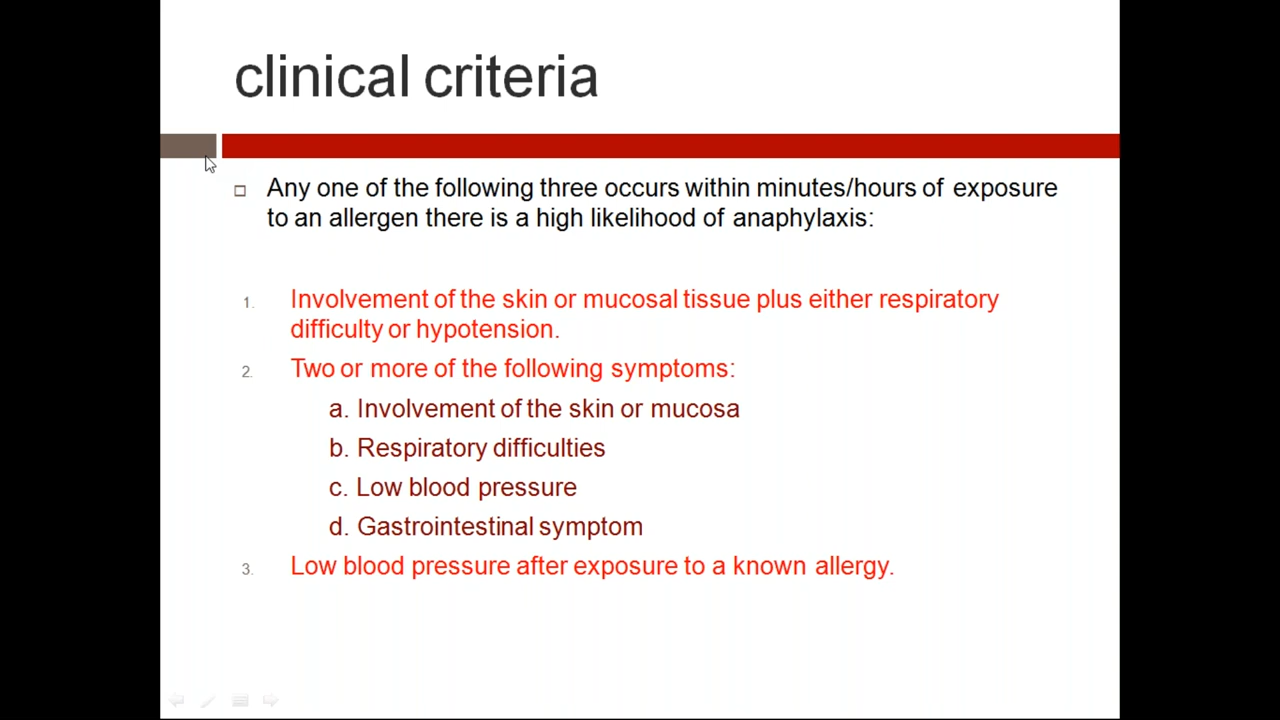 clinical criteria
Any one of the following three occurs within minutes/hours of exposure
to an allergen there is a high likelihood of anaphylaxis:
1. Involvement of the skin or mucosal tissue plus either respiratory
difficulty or hypotension.
2. Two or more of the following symptoms:
a. Involvement of the skin or mucosa
b. Respiratory difficulties
c. Low blood pressure
d. Gastrointestinal symptom
3. Low blood pressure after exposure to a known allergy.